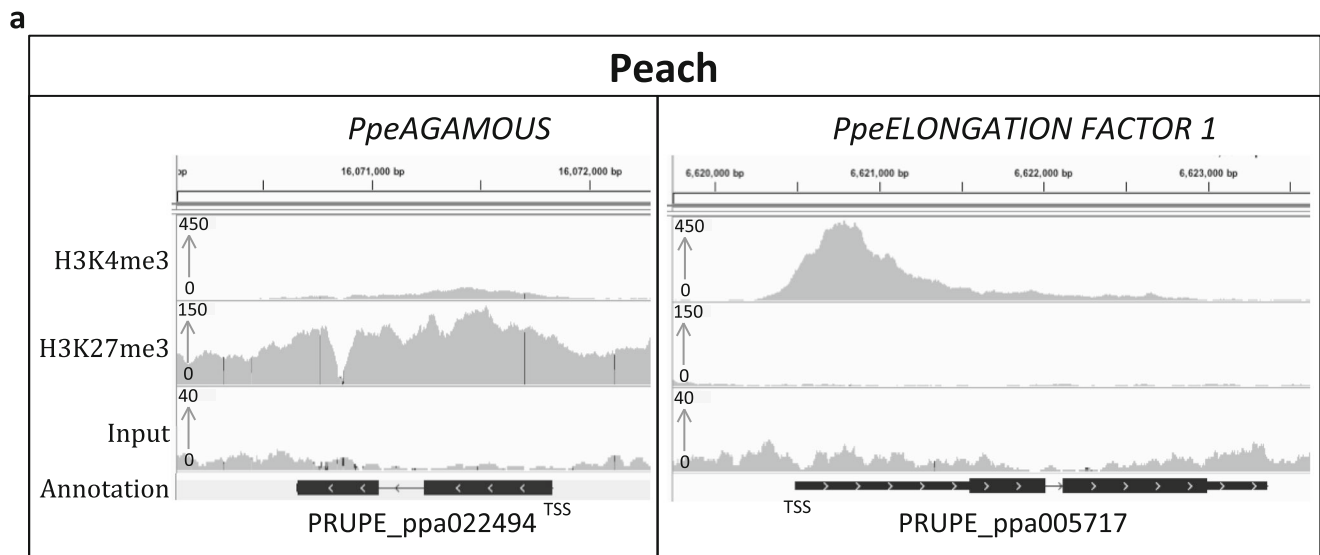 a
Peach
PpeAGAMOUS
PpeELONGATION FACTOR 1
bp 16,071,000 bp 16,072,000 bp
6,620,000 bp 6,621,000 bp 6,622,000 bp 6,623,000 bp
H3K4me3
450
0
450
0
H3K27me3
150
0
150
0
Input
40
0
40
0
Annotation
TSS
PRUPE_ppa022494
TSS
PRUPE_ppa005717